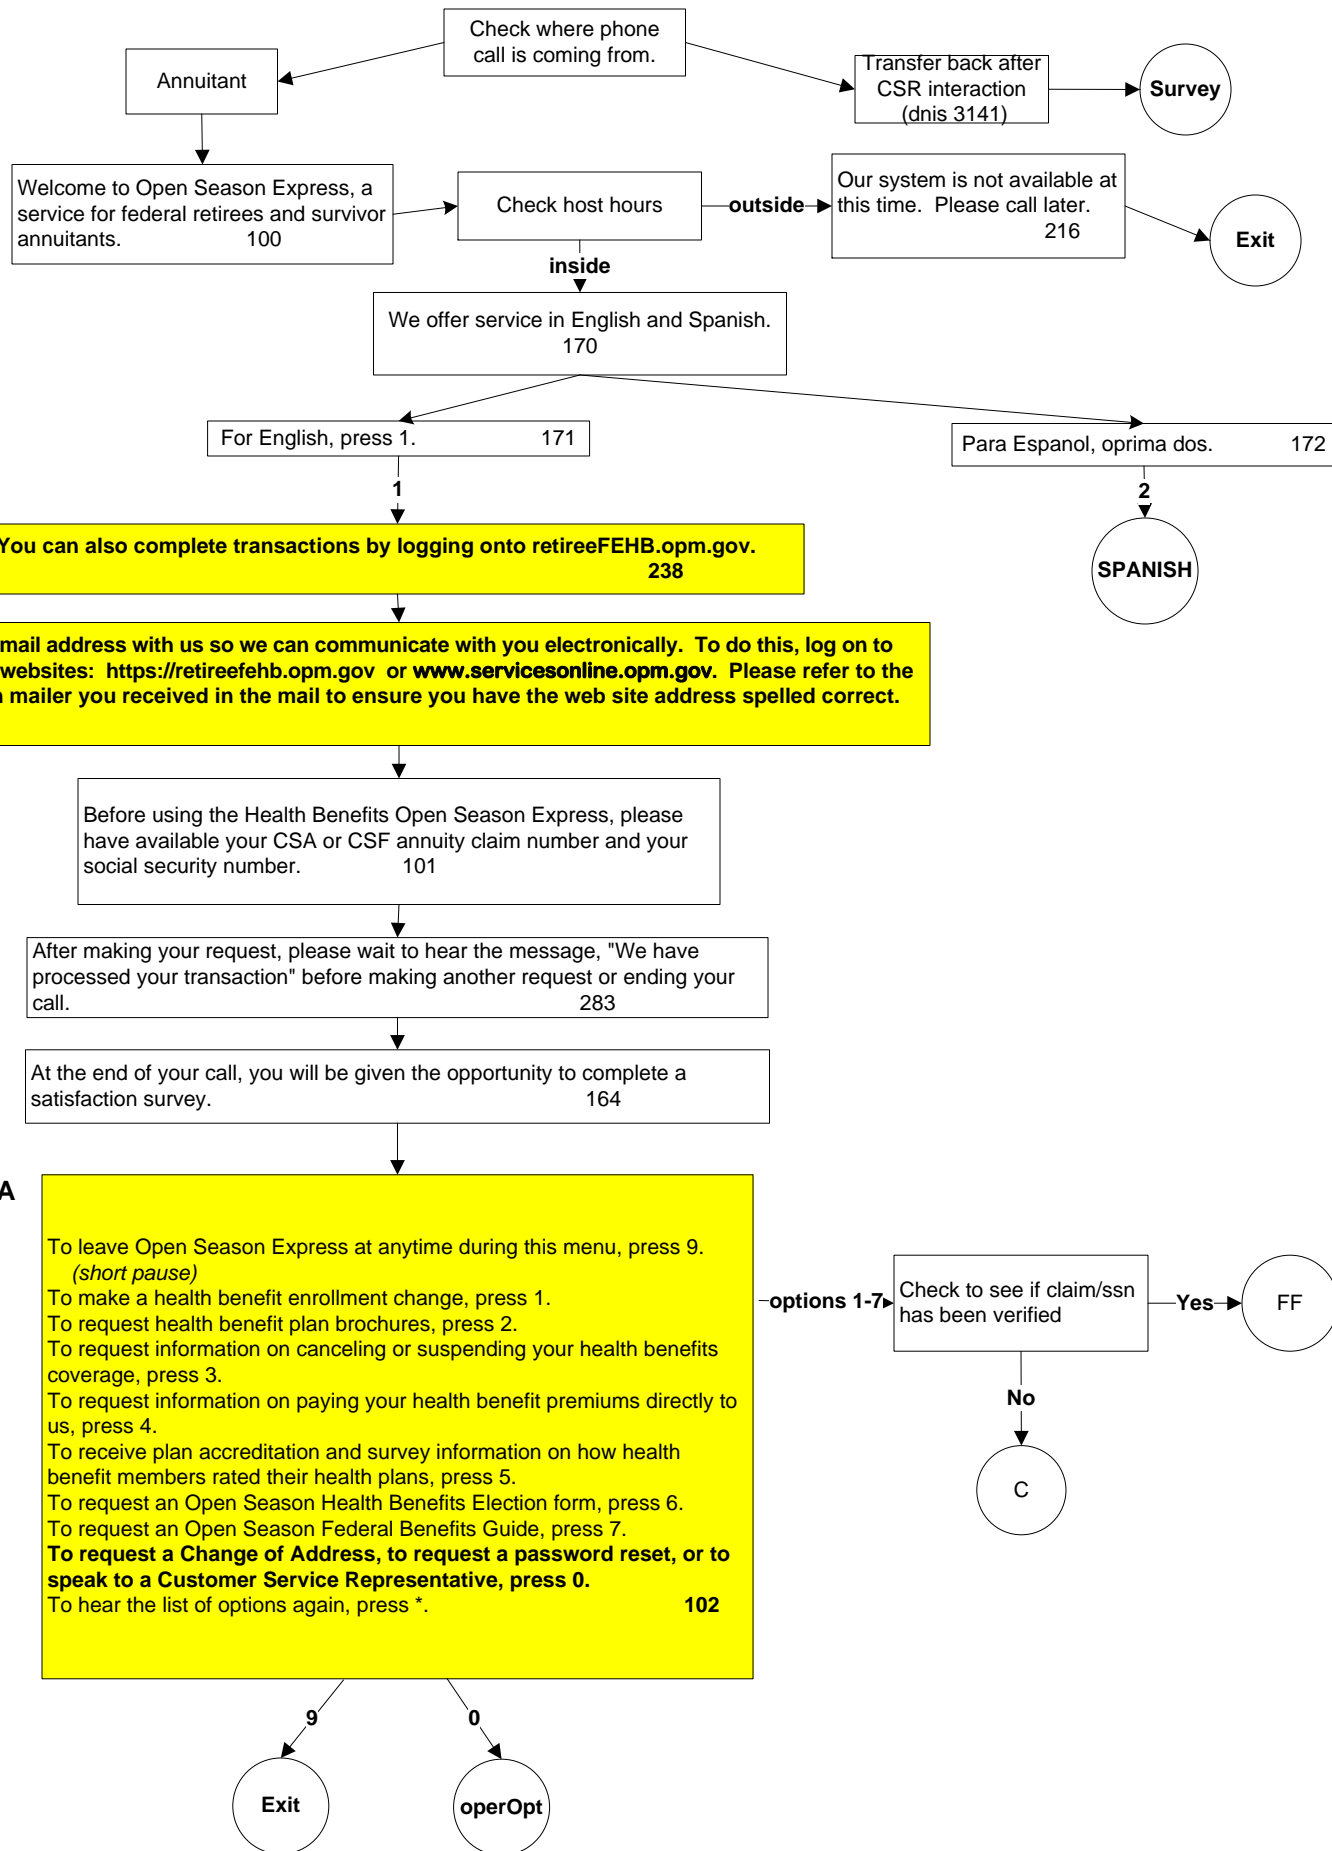 Check where phone
call is coming from.
Annuitant
Transfer back after
CSR interaction
(dnis 3141)
Survey
Welcome to Open Season Express, a
service for federal retirees and survivor
annuitants. 100
Check host hours
outside
Our system is not available at
this time. Please call later.
216
Exit
inside
We offer service in English and Spanish.
170
For English, press 1. 171
Para Espanol, oprima dos. 172
1
2
SPANISH
You can also complete transactions by logging onto retireeFEHB.opm.gov.
238
mail address with us so we can communicate with you electronically. To do this, log on to
websites: https://retireefehb.opm.gov or www.servicesonline.opm.gov. Please refer to the
mailer you received in the mail to ensure you have the web site address spelled correct.
Before using the Health Benefits Open Season Express, please
have available your CSA or CSF annuity claim number and your
social security number. 101
After making your request, please wait to hear the message, "We have
processed your transaction" before making another request or ending your
call. 283
At the end of your call, you will be given the opportunity to complete a
satisfaction survey. 164
A
To leave Open Season Express at anytime during this menu, press 9.
(short pause)
To make a health benefit enrollment change, press 1.
To request health benefit plan brochures, press 2.
To request information on canceling or suspending your health benefits
coverage, press 3.
To request information on paying your health benefit premiums directly to
us, press 4.
To receive plan accreditation and survey information on how health
benefit members rated their health plans, press 5.
To request an Open Season Health Benefits Election form, press 6.
To request an Open Season Federal Benefits Guide, press 7.
To request a Change of Address, to request a password reset, or to
speak to a Customer Service Representative, press 0.
To hear the list of options again, press *. 102
options 1-7
Check to see if claim/ssn
has been verified
Yes
FF
No
C
9
0
Exit
operOpt